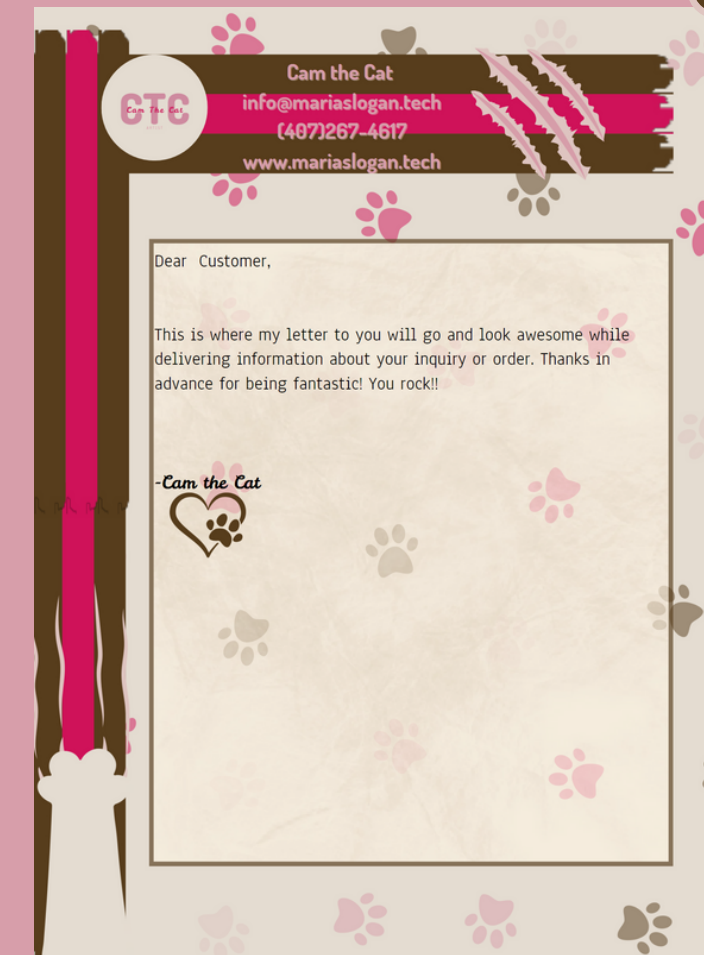 CTC
Cam The Cat
Cam the Cat
info@mariaslogan.tech
(407)267-4617
www.mariaslogan.tech
Dear Customer,
This is where my letter to you will go and look awesome while
delivering information about your inquiry or order. Thanks in
advance for being fantastic! You rock!!
-Cam the Cat